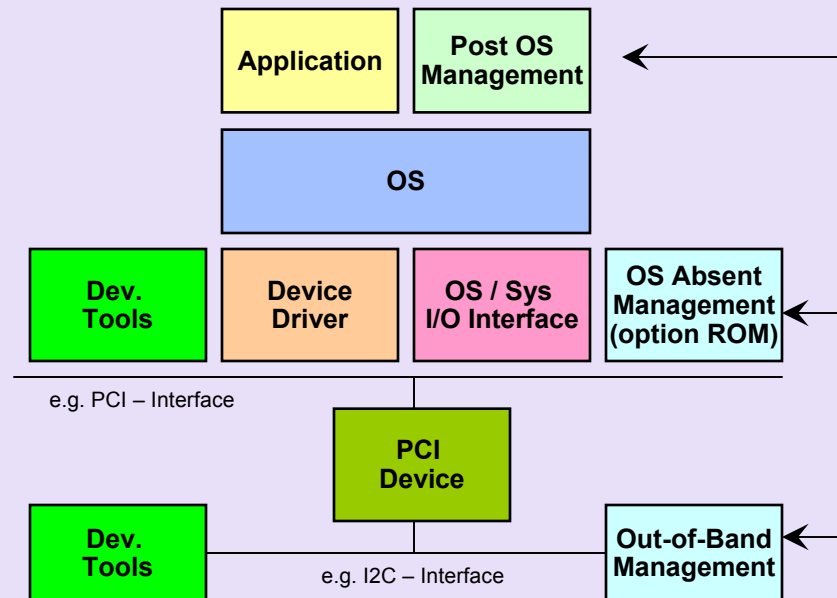 Application
Post OS
Management
OS
Dev.
Tools
Device
Driver
OS / Sys
I/O Interface
OS Absent
Management
(option ROM)
e.g. PCI – Interface
PCI
Device
Dev.
Tools
e.g. I2C – Interface
Out-of-Band
Management